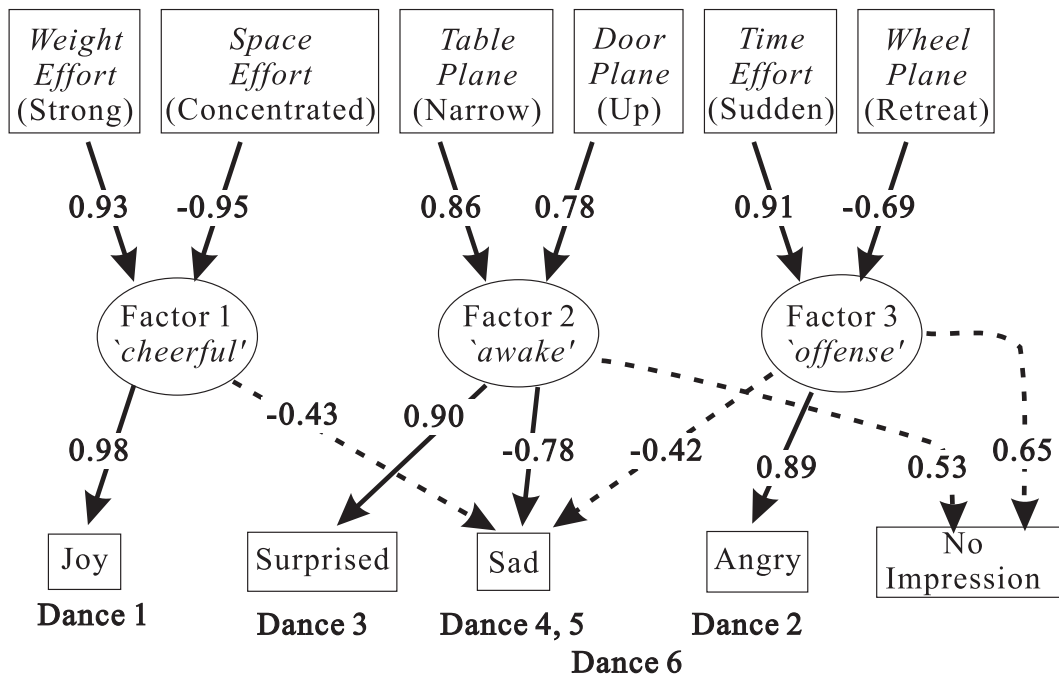 Weight
Effort
(Strong)
Space
Effort
(Concentrated)
Table
Plane
(Narrow)
Door
Plane
(Up)
Time
Effort
(Sudden)
Wheel
Plane
(Retreat)
0.93
-0.95
0.86
0.78
0.91
-0.69
Factor 1
`cheerful'
Factor 2
`awake'
Factor 3
`offense'
0.98
-0.43
0.90
-0.78
-0.42
0.89
0.53
0.65
Joy
Surprised
Sad
Angry
No
Impression
Dance 1
Dance 3
Dance 4, 5
Dance 2
Dance 6